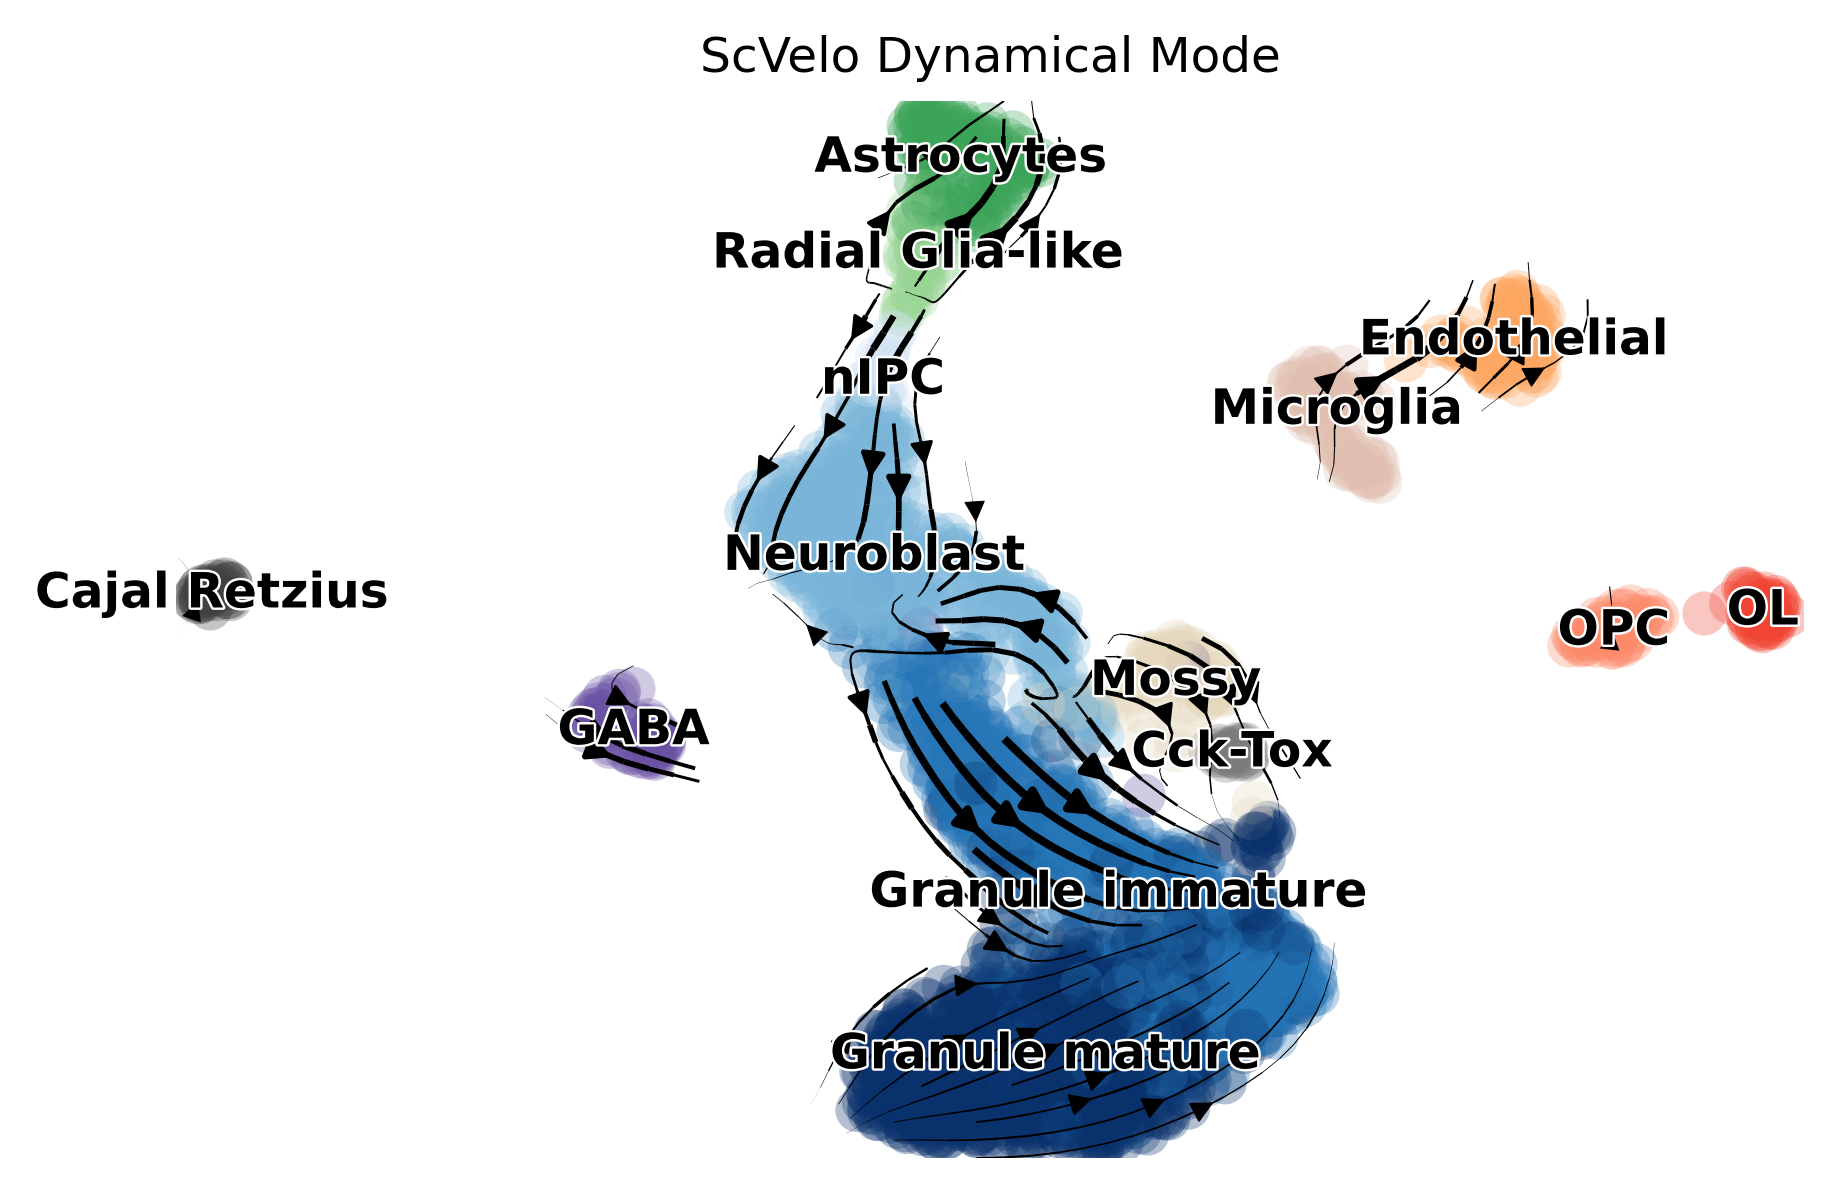 ScVelo Dynamical Mode
Astrocytes
Radial Glia-like
Endothelial
nIPC
Microglia
Neuroblast
Cajal Retzius
OPC
OL
Mossy
GABA
Cck-Tox
Granule immature
Granule mature